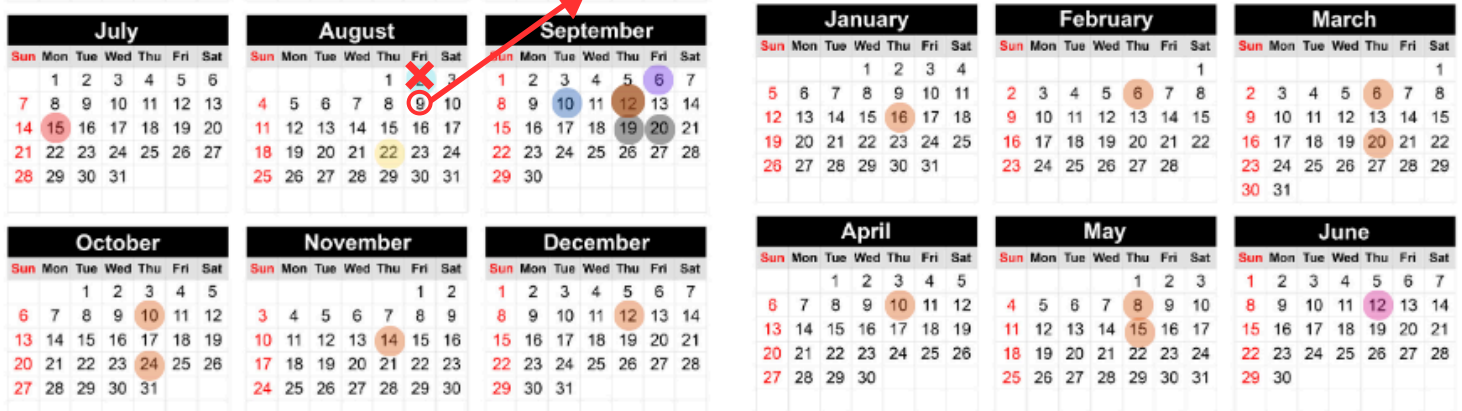 July
Sun Mon Tue Wed Thu Fri Sat
1 2 3 4 5 6
7 8 9 10 11 12 13
14 15 16 17 18 19 20
21 22 23 24 25 26 27
28 29 30 31
August
Sun Mon Tue Wed Thu Fri Sat
1 3
4 5 6 7 8 9 10
11 12 13 14 15 16 17
18 19 20 21 22 23 24
25 26 27 28 29 30 31
September
Sun Mon Tue Wed Thu Fri Sat
1 2 3 4 5 6 7
8 9 10 11 12 13 14
15 16 17 18 19 20 21
22 23 24 25 26 27 28
29 30
January
Sun Mon Tue Wed Thu Fri Sat
1 2 3 4
5 6 7 8 9 10 11
12 13 14 15 16 17 18
19 20 21 22 23 24 25
26 27 28 29 30 31
February
Sun Mon Tue Wed Thu Fri Sat
1
2 3 4 5 6 7 8
9 10 11 12 13 14 15
16 17 18 19 20 21 22
23 24 25 26 27 28
March
Sun Mon Tue Wed Thu Fri Sat
1
2 3 4 5 6 7 8
9 10 11 12 13 14 15
16 17 18 19 20 21 22
23 24 25 26 27 28 29
30 31
October
Sun Mon Tue Wed Thu Fri Sat
1 2 3 4 5
6 7 8 9 10 11 12
13 14 15 16 17 18 19
20 21 22 23 24 25 26
27 28 29 30 31
November
Sun Mon Tue Wed Thu Fri Sat
1 2
3 4 5 6 7 8 9
10 11 12 13 14 15 16
17 18 19 20 21 22 23
24 25 26 27 28 29 30
December
Sun Mon Tue Wed Thu Fri Sat
1 2 3 4 5 6 7
8 9 10 11 12 13 14
15 16 17 18 19 20 21
22 23 24 25 26 27 28
29 30 31
April
Sun Mon Tue Wed Thu Fri Sat
1 2 3 4 5
6 7 8 9 10 11 12
13 14 15 16 17 18 19
20 21 22 23 24 25 26
27 28 29 30
May
Sun Mon Tue Wed Thu Fri Sat
1 2 3
4 5 6 7 8 9 10
11 12 13 14 15 16 17
18 19 20 21 22 23 24
25 26 27 28 29 30 31
June
Sun Mon Tue Wed Thu Fri Sat
1 2 3 4 5 6 7
8 9 10 11 12 13 14
15 16 17 18 19 20 21
22 23 24 25 26 27 28
29 30